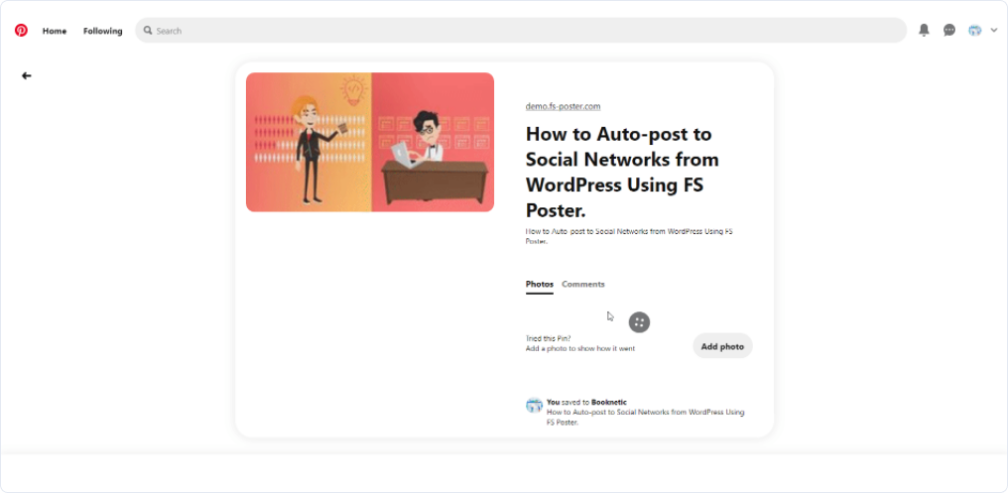 Home
Following
Search
demo.fs-poster.com
How to Auto-post to
Social Networks from
WordPress Using FS
Poster.
How to Auto-post to Social Networks from WordPress Using FS
Poster.
Photos Comments
Tried this Pin?
Add a photo to show how it went
Add photo
You saved to Booknetic
How to Auto-post to Social Networks from WordPress Using
FS Poster.